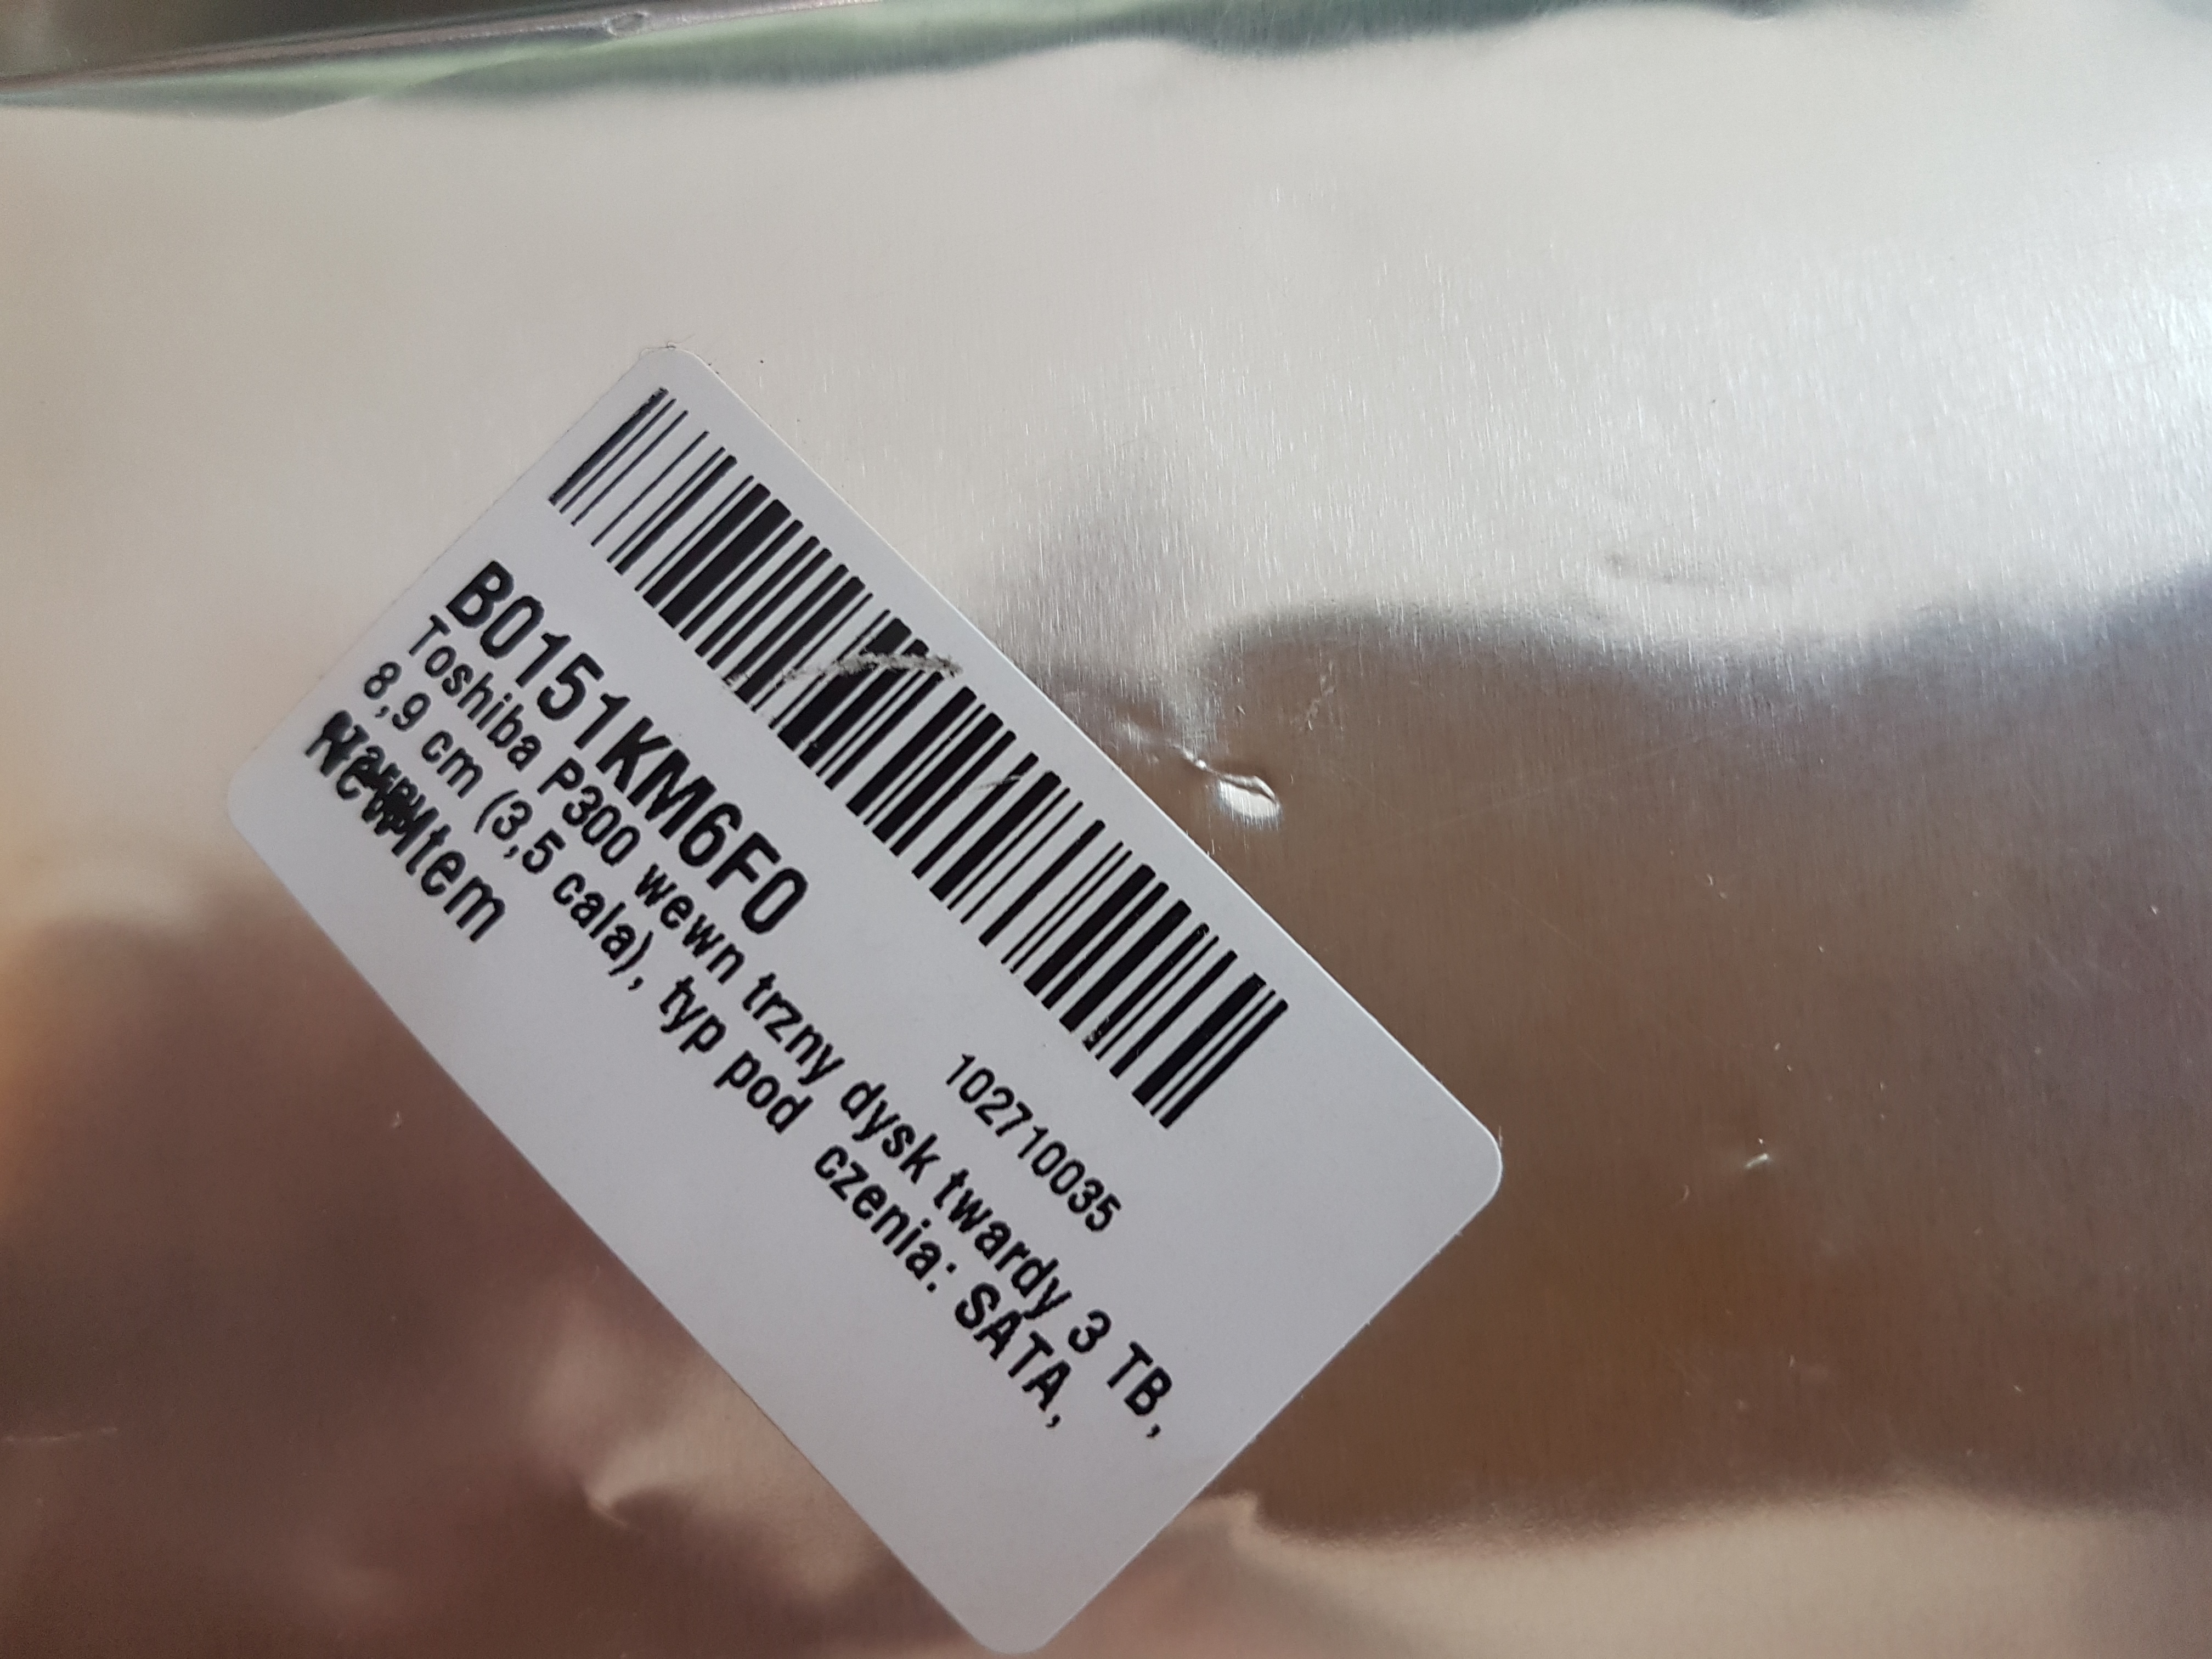 B0151KM6F0
102710035
Toshiba P300 wewn trzny dysk twardy 3 TB,
8,9 cm (3,5 cala), typ pod czenia: SATA,
Item